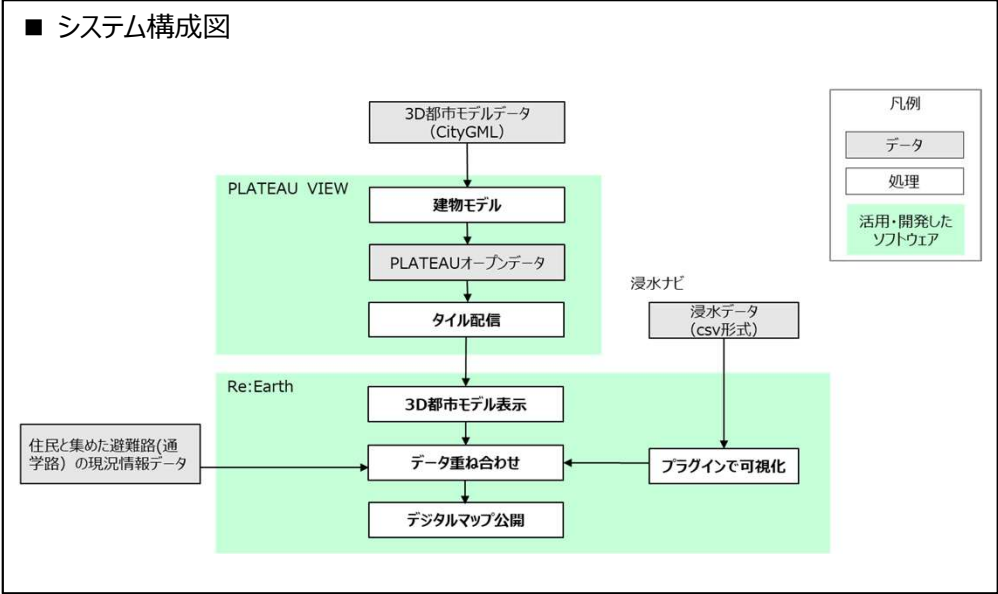 ■ システム構成図
3D都市モデルデータ
（CityGML）
PLATEAU VIEW
建物モデル
PLATEAUオープンデータ
タイル配信
浸水ナビ
浸水データ
（csv形式）
Re:Earth
3D都市モデル表示
住民と集めた避難路(通
学路）の現況情報データ
データ重ね合わせ
プラグインで可視化
デジタルマップ公開
凡例
データ
処理
活用・開発した
ソフトウェア